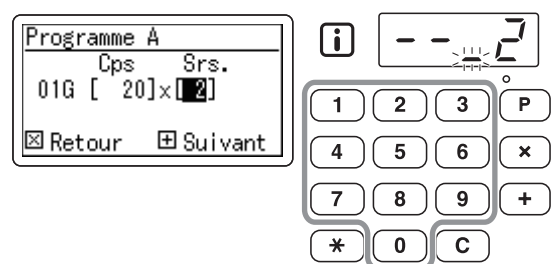 Programme A
Cps Srs.
01G [ 20]×[ 2]
☒ Retour ⊞ Suivant
i
-- _ 2
1 2 3 P
4 5 6 ×
7 8 9 +
* 0 C